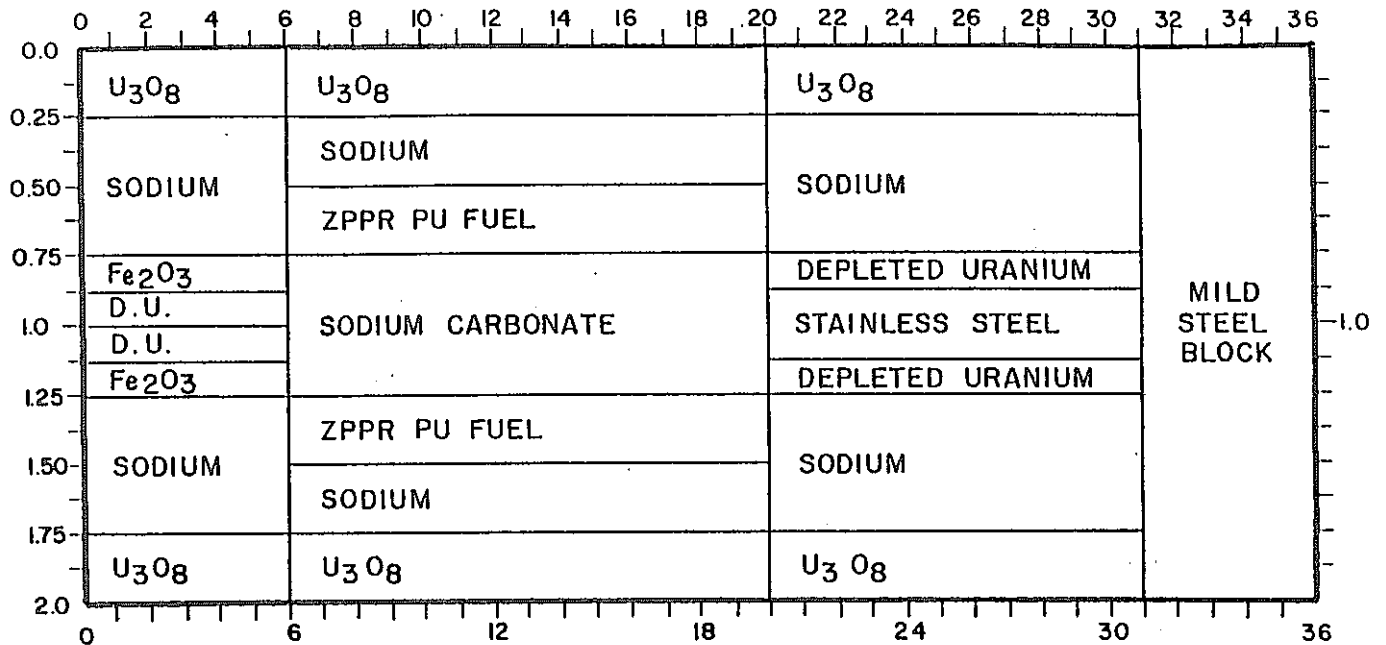 0 2 4 6 8 10 12 14 16 18 20 22 24 26 28 30 32 34 36
0.0
U3O8 U3O8 U3O8
0.25
SODIUM
0.50 SODIUM SODIUM
ZPPR PU FUEL
0.75
Fe2O3 DEPLETED URANIUM
D.U.
1.0 SODIUM CARBONATE STAINLESS STEEL MILD STEEL BLOCK 1.0
D.U.
Fe2O3 DEPLETED URANIUM
1.25
ZPPR PU FUEL
1.50 SODIUM SODIUM
SODIUM
1.75
U3O8 U3O8 U3O8
2.0
0 6 12 18 24 30 36